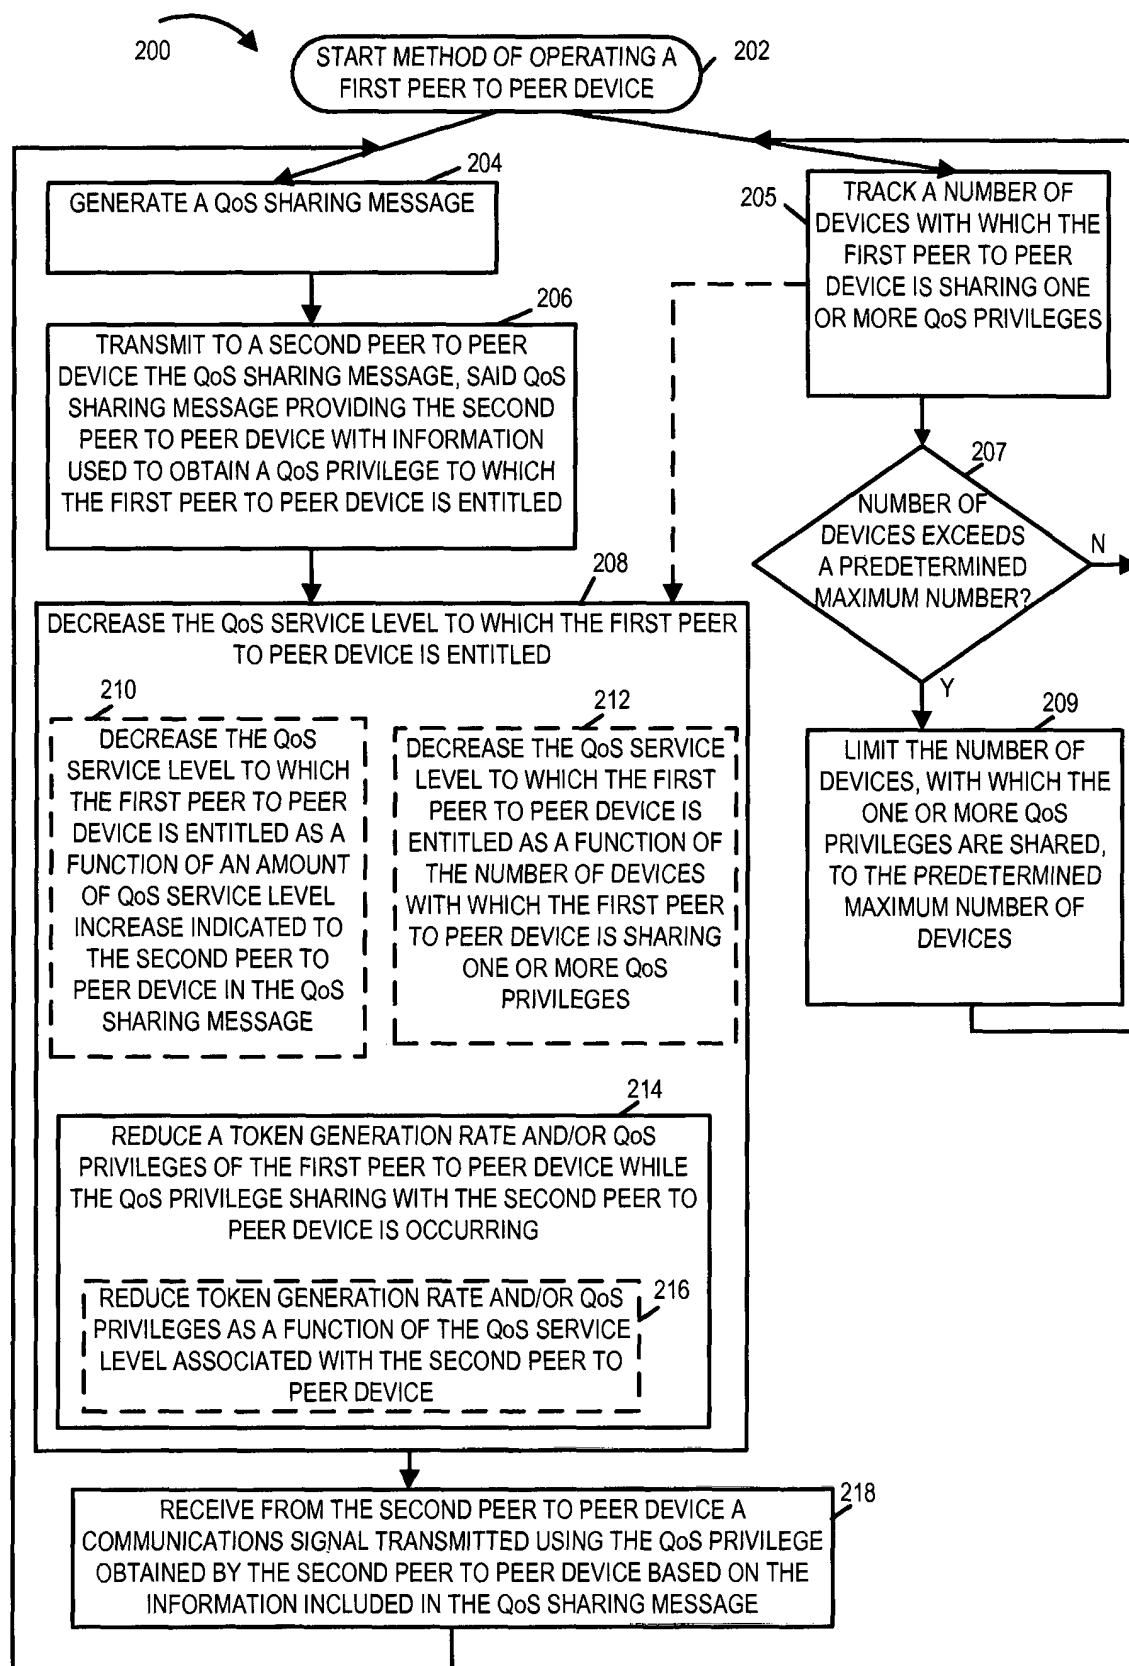 200
START METHOD OF OPERATING A
FIRST PEER TO PEER DEVICE
202
204
GENERATE A QoS SHARING MESSAGE
206
TRANSMIT TO A SECOND PEER TO PEER
DEVICE THE QoS SHARING MESSAGE, SAID QoS
SHARING MESSAGE PROVIDING THE SECOND
PEER TO PEER DEVICE WITH INFORMATION
USED TO OBTAIN A QoS PRIVILEGE TO WHICH
THE FIRST PEER TO PEER DEVICE IS ENTITLED
205
TRACK A NUMBER OF
DEVICES WITH WHICH THE
FIRST PEER TO PEER
DEVICE IS SHARING ONE
OR MORE QoS PRIVILEGES
207
NUMBER OF
DEVICES EXCEEDS
A PREDETERMINED
MAXIMUM NUMBER?
N
Y
209
LIMIT THE NUMBER OF
DEVICES, WITH WHICH THE
ONE OR MORE QoS
PRIVILEGES ARE SHARED,
TO THE PREDETERMINED
MAXIMUM NUMBER OF
DEVICES
208
DECREASE THE QoS SERVICE LEVEL TO WHICH THE FIRST PEER
TO PEER DEVICE IS ENTITLED
210
DECREASE THE QoS
SERVICE LEVEL TO WHICH
THE FIRST PEER TO PEER
DEVICE IS ENTITLED AS A
FUNCTION OF AN AMOUNT
OF QoS SERVICE LEVEL
INCREASE INDICATED TO
THE SECOND PEER TO
PEER DEVICE IN THE QoS
SHARING MESSAGE
212
DECREASE THE QoS SERVICE
LEVEL TO WHICH THE FIRST
PEER TO PEER DEVICE IS
ENTITLED AS A FUNCTION OF
THE NUMBER OF DEVICES
WITH WHICH THE FIRST PEER
TO PEER DEVICE IS SHARING
ONE OR MORE QoS
PRIVILEGES
214
REDUCE A TOKEN GENERATION RATE AND/OR QoS
PRIVILEGES OF THE FIRST PEER TO PEER DEVICE WHILE
THE QoS PRIVILEGE SHARING WITH THE SECOND PEER TO
PEER DEVICE IS OCCURRING
216
REDUCE TOKEN GENERATION RATE AND/OR QoS
PRIVILEGES AS A FUNCTION OF THE QoS SERVICE
LEVEL ASSOCIATED WITH THE SECOND PEER TO
PEER DEVICE
218
RECEIVE FROM THE SECOND PEER TO PEER DEVICE A
COMMUNICATIONS SIGNAL TRANSMITTED USING THE QoS PRIVILEGE
OBTAINED BY THE SECOND PEER TO PEER DEVICE BASED ON THE
INFORMATION INCLUDED IN THE QoS SHARING MESSAGE